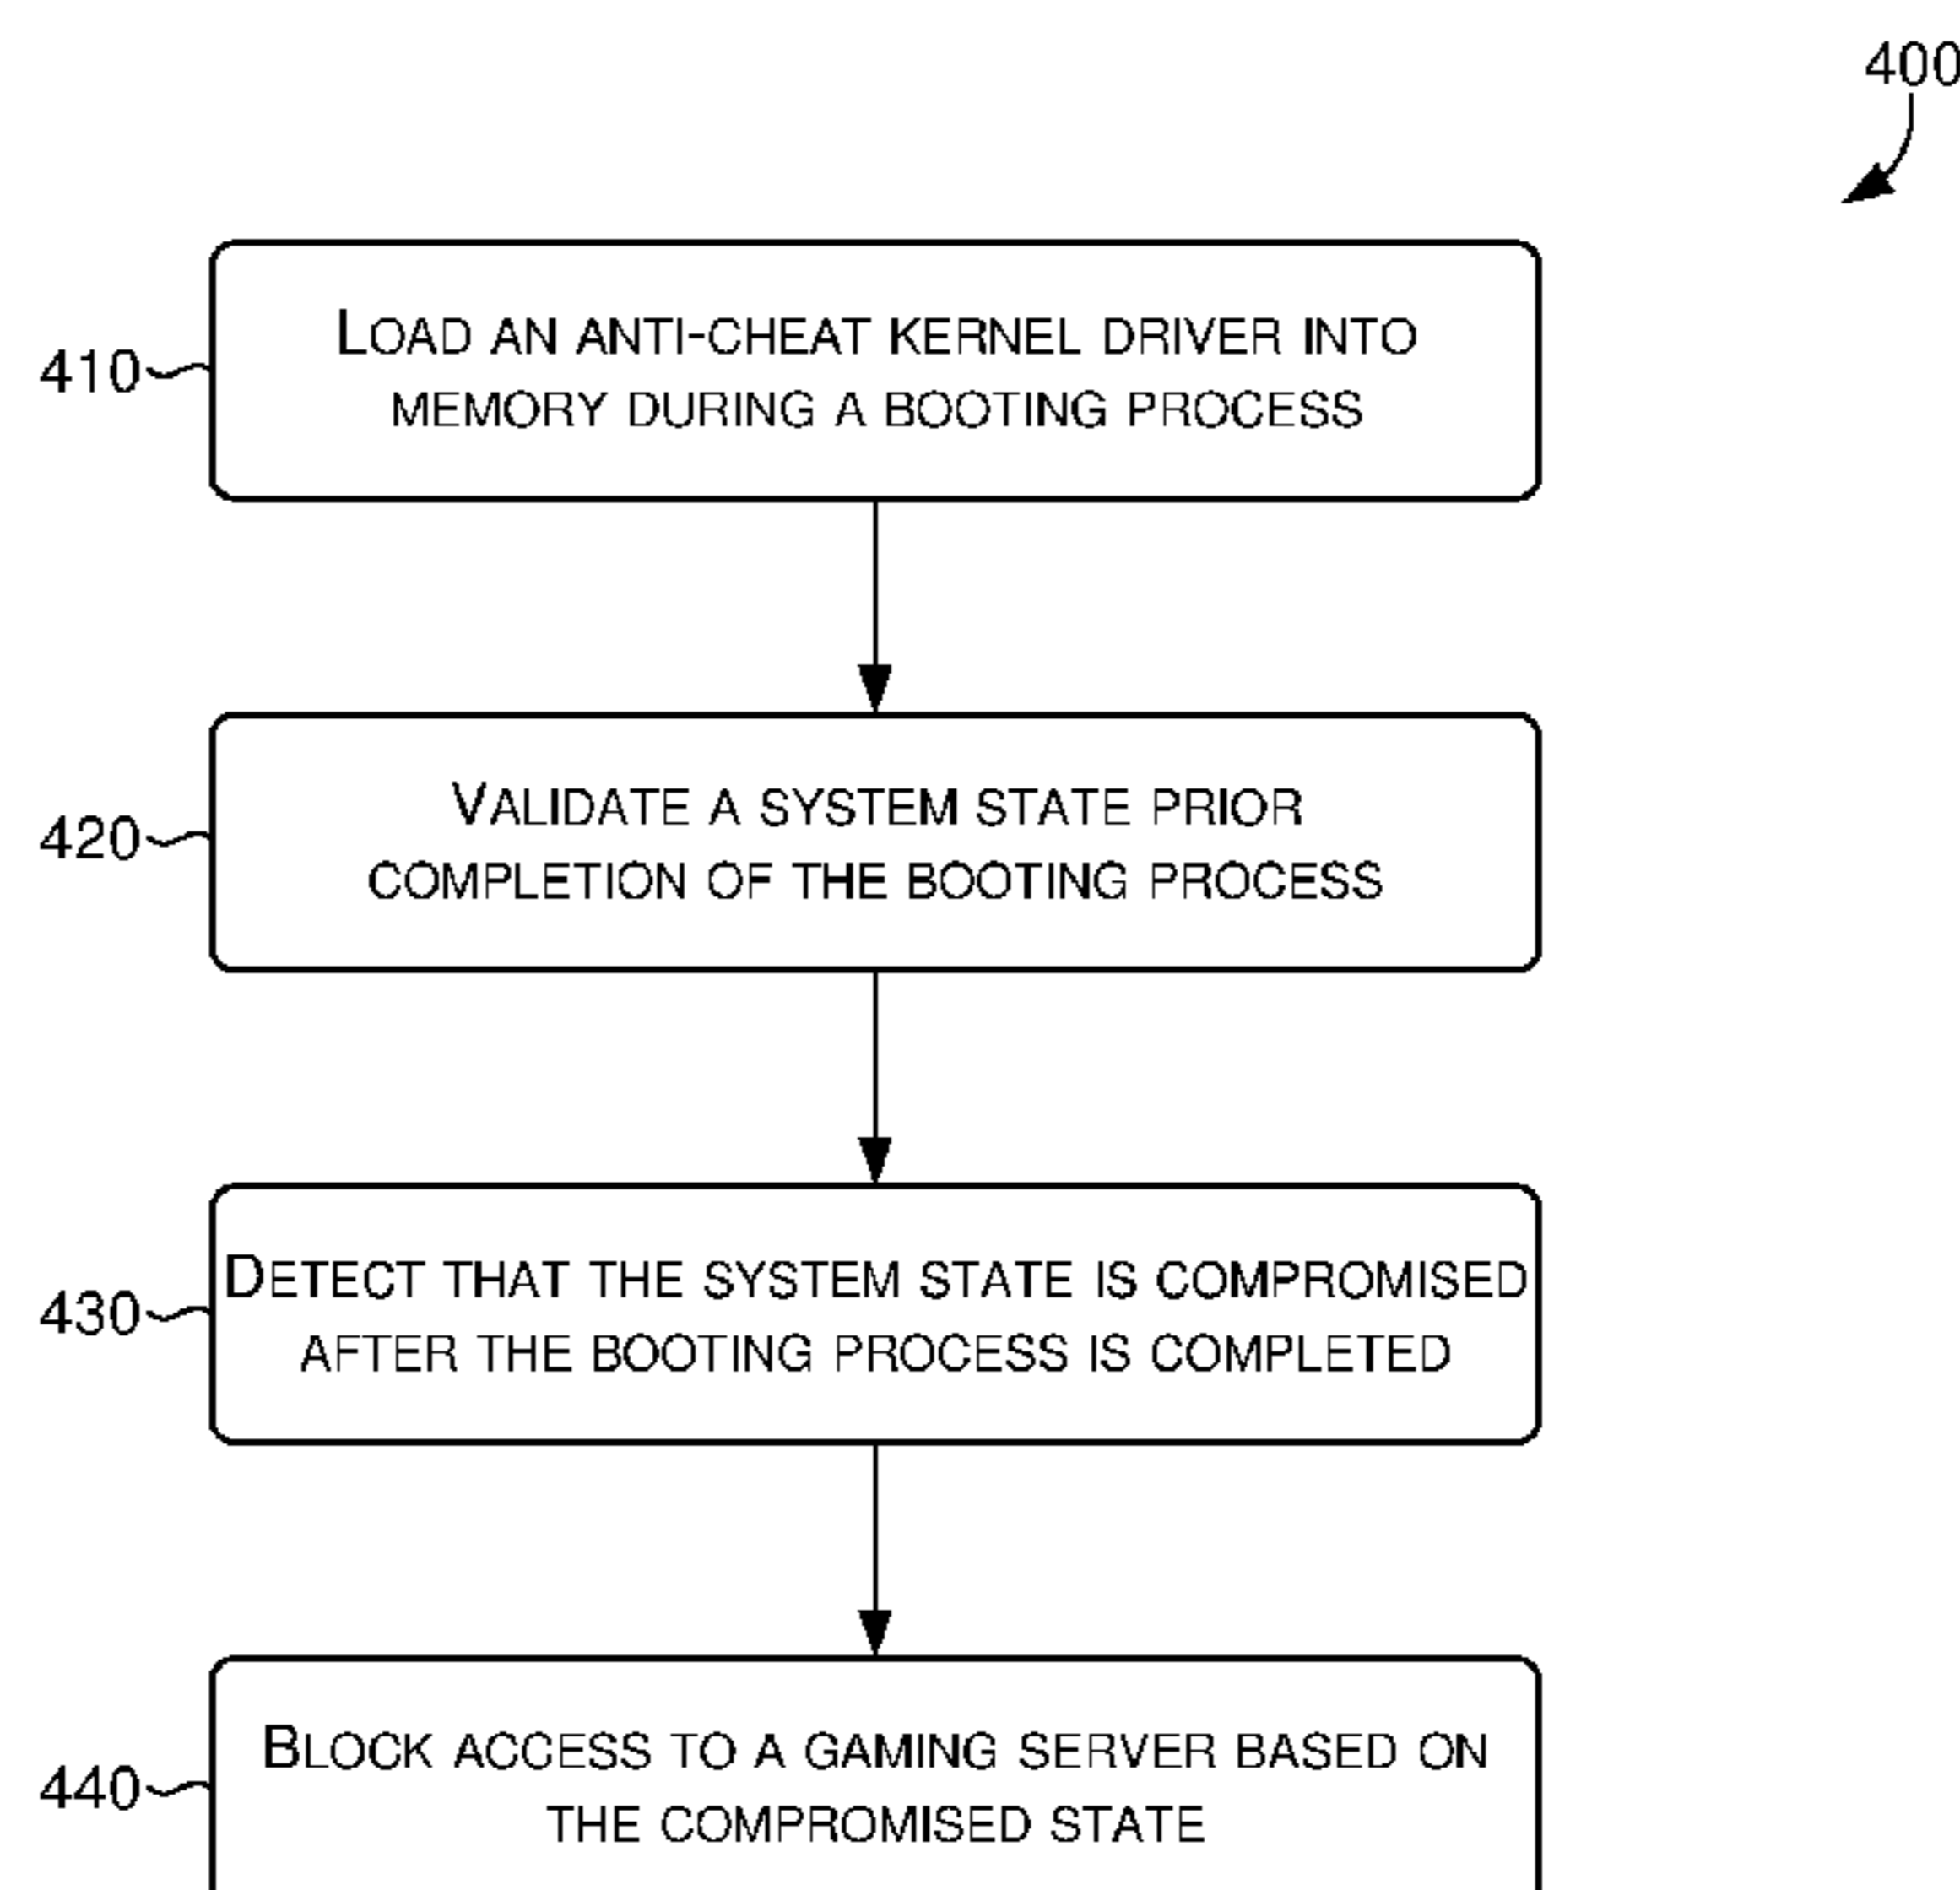 400
410
LOAD AN ANTI-CHEAT KERNEL DRIVER INTO
MEMORY DURING A BOOTING PROCESS
420
VALIDATE A SYSTEM STATE PRIOR
COMPLETION OF THE BOOTING PROCESS
430
DETECT THAT THE SYSTEM STATE IS COMPROMISED
AFTER THE BOOTING PROCESS IS COMPLETED
440
BLOCK ACCESS TO A GAMING SERVER BASED ON
THE COMPROMISED STATE